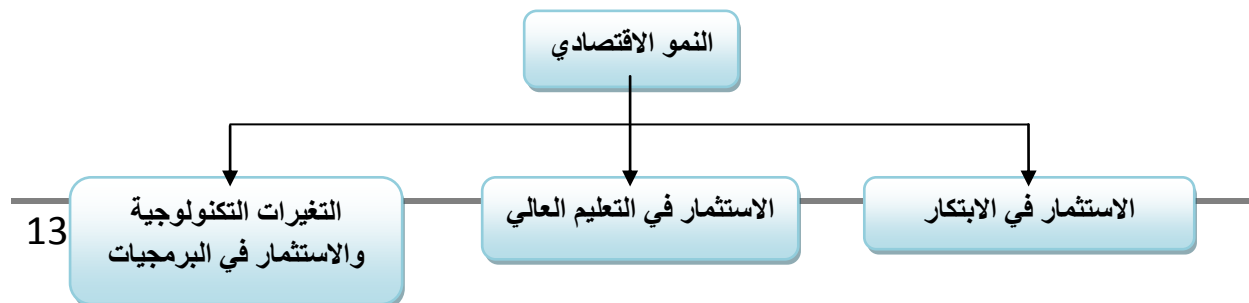 النمو الاقتصادي
الاستثمار في الابتكار
الاستثمار في التعليم العالي
التغيرات التكنولوجية
والاستثمار في البرمجيات
13